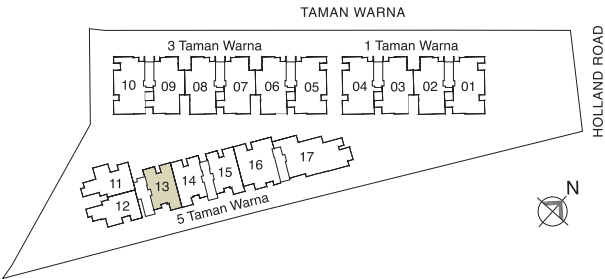 TAMAN WARNA
HOLLAND ROAD
3 Taman Warna
1 Taman Warna
10 09 08 07 06 05 04 03 02 01
11 12 13 14 15 16 17
5 Taman Warna
N